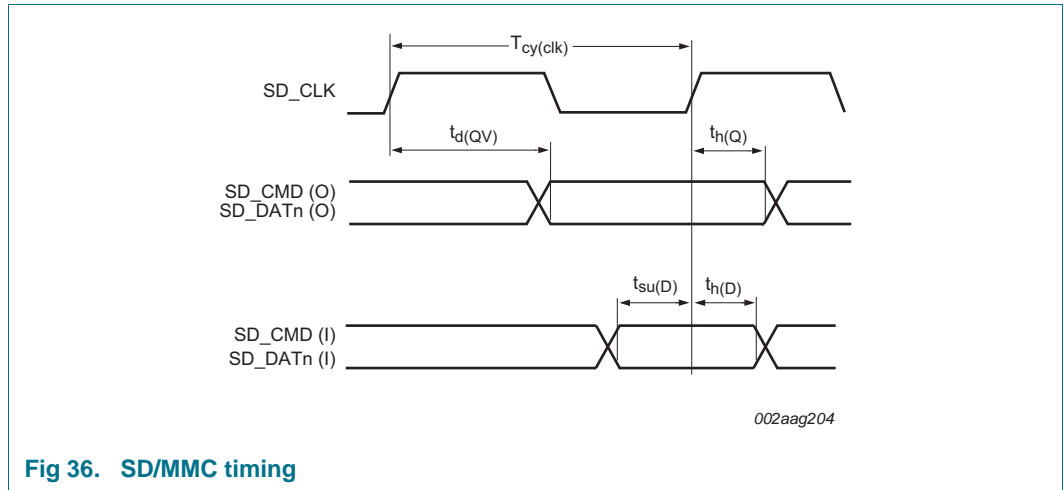 Tcy(clk)
SD_CLK
td(QV)
th(Q)
SD_CMD (O)
SD_DATn (O)
tsu(D)
th(D)
SD_CMD (I)
SD_DATn (I)
002aag204
Fig 36. SD/MMC timing